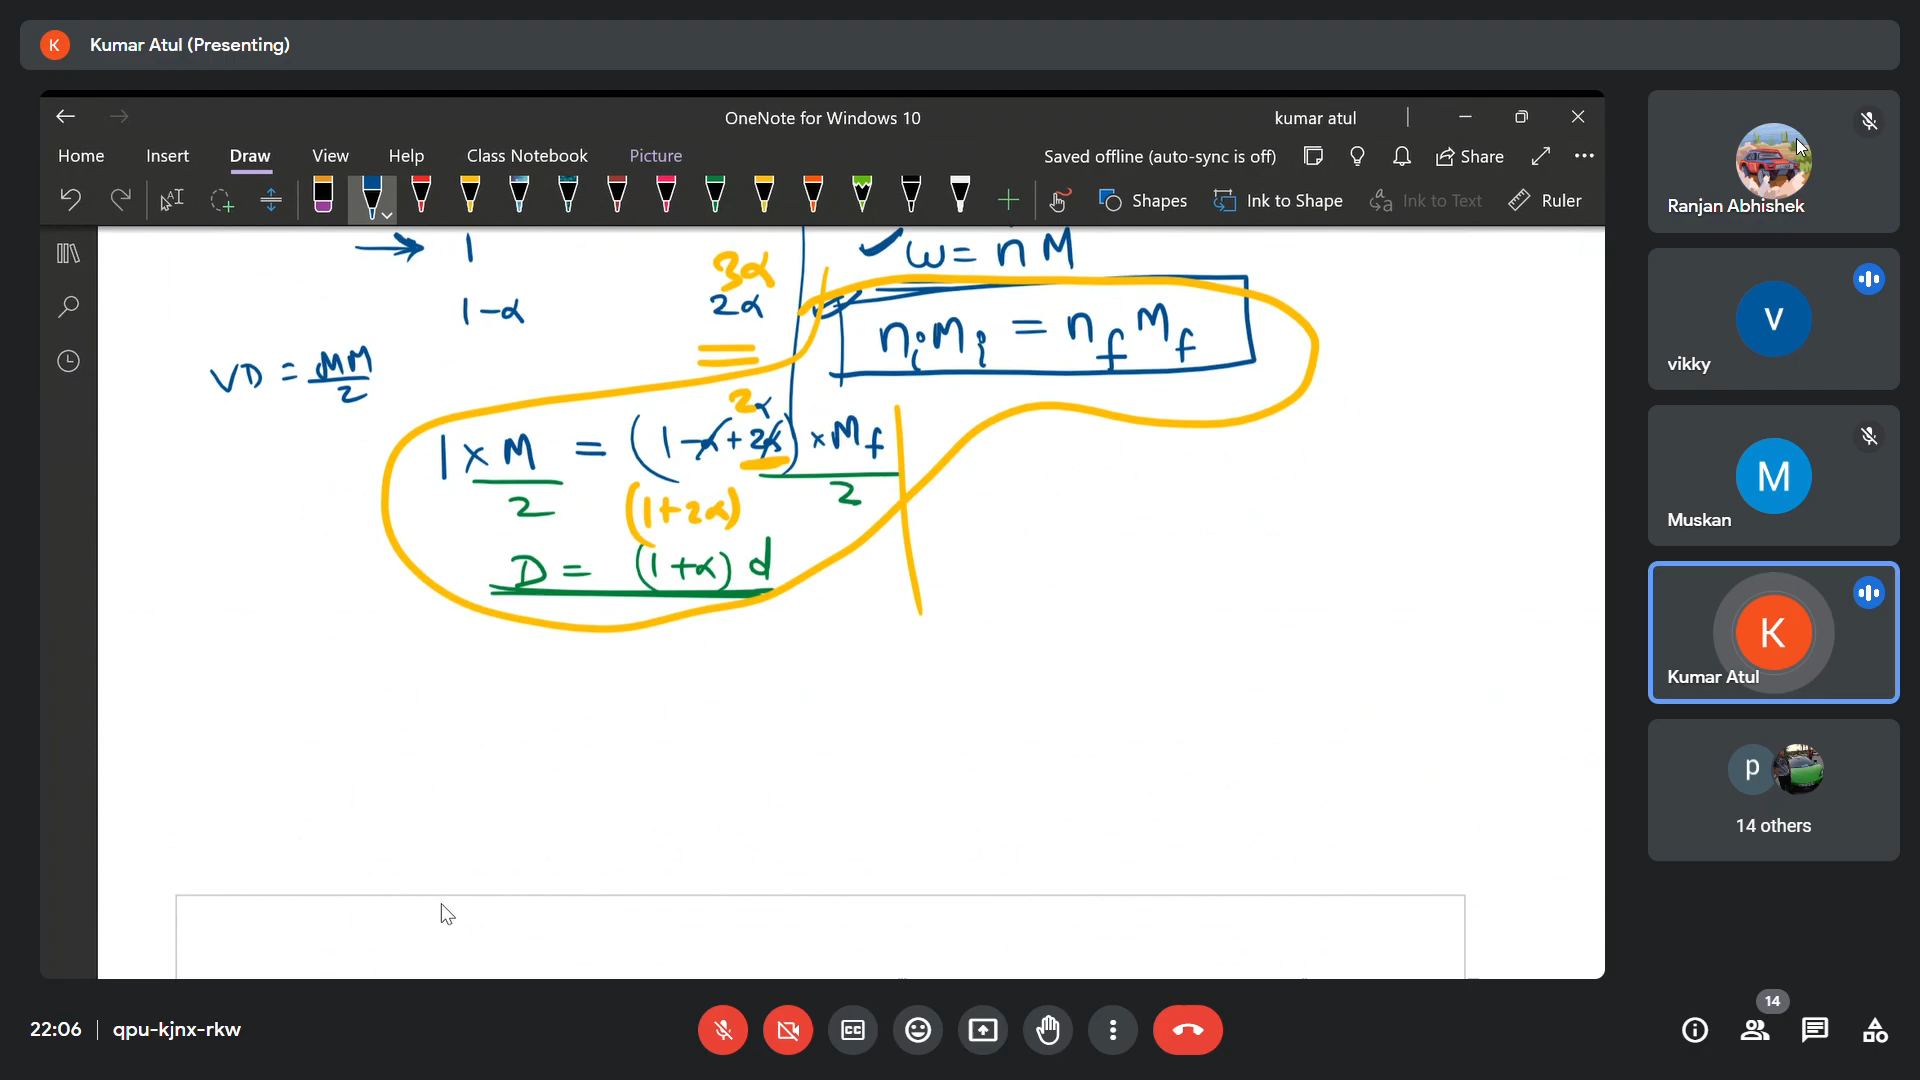 K Kumar Atul (Presenting)
OneNote for Windows 10
kumar atul
Home Insert Draw View Help Class Notebook Picture
Saved offline (auto-sync is off) Share
Shapes Ink to Shape Ink to Text Ruler
→ 1
3α
✓ w = n M
1-α
2α
nᵢMᵢ = n_f M_f
VD = MM/2
2α
1 × M/2 = (1-α+2α) × M_f/2
(1+2α)
D = (1+α) d
Ranjan Abhishek
V
vikky
M
Muskan
K
Kumar Atul
p
14 others
22:06 | qpu-kjnx-rkw
CC
14